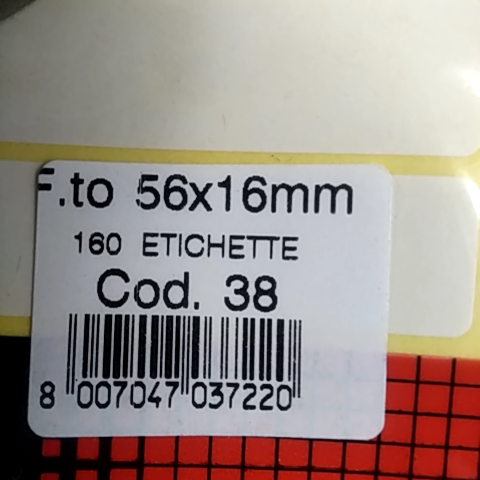 F.to 56x16mm
160 ETICHETTE
Cod. 38
8 007047 037220